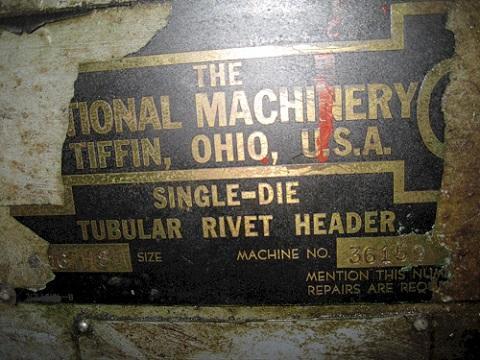 THE
TIONAL MACHINERY
TIFFIN, OHIO, U.S.A.
SINGLE-DIE
TUBULAR RIVET HEADER
SIZE MACHINE NO. 3615
MENTION THIS NUM
REPAIRS ARE REQ